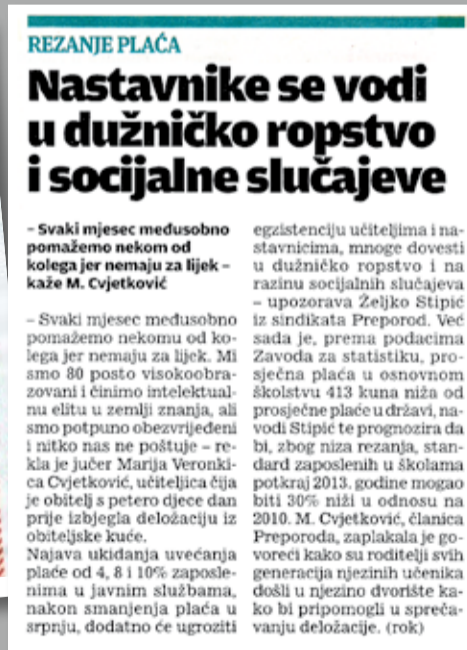 REZANJE PLAĆA
Nastavnike se vodi
u dužničko ropstvo
i socijalne slučajeve
– Svaki mjesec međusobno
pomažemo nekom od
kolega jer nemaju za lijek –
kaže M. Cvjetković
– Svaki mjesec međusobno
pomažemo nekomu od ko-
lega jer nemaju za lijek. Mi
smo 80 posto visokoobra-
zovani i činimo intelektual-
nu elitu u zemlji znanja, ali
smo potpuno obezvrijeđeni
i nitko nas ne poštuje – re-
kla je jučer Marija Veronki-
ca Cvjetković, učiteljica čija
je obitelj s petero djece dan
prije izbjegla deložaciju iz
obiteljske kuće.
Najava ukidanja uvećanja
plaće od 4, 8 i 10% zaposle-
nima u javnim službama,
nakon smanjenja plaća u
srpnju, dodatno će ugroziti
egzistenciju učiteljima i na-
stavnicima, mnoge dovesti
u dužničko ropstvo i na
razinu socijalnih slučajeva
– upozorava Željko Stipić
iz sindikata Preporod. Već
sada je, prema podacima
Zavoda za statistiku, pro-
sječna plaća u osnovnom
školstvu 413 kuna niža od
prosječne plaće u državi, na-
vodi Stipić te prognozira da
bi, zbog niza rezanja, stan-
dard zaposlenih u školama
potkraj 2013. godine mogao
biti 30% niži u odnosu na
2010. M. Cvjetković, članica
Preporoda, zaplakala je go-
voreći kako su roditelji svih
generacija njezinih učenika
došli u njezino dvorište ka-
ko bi pripomogli u spreča-
vanju deložacije. (rok)